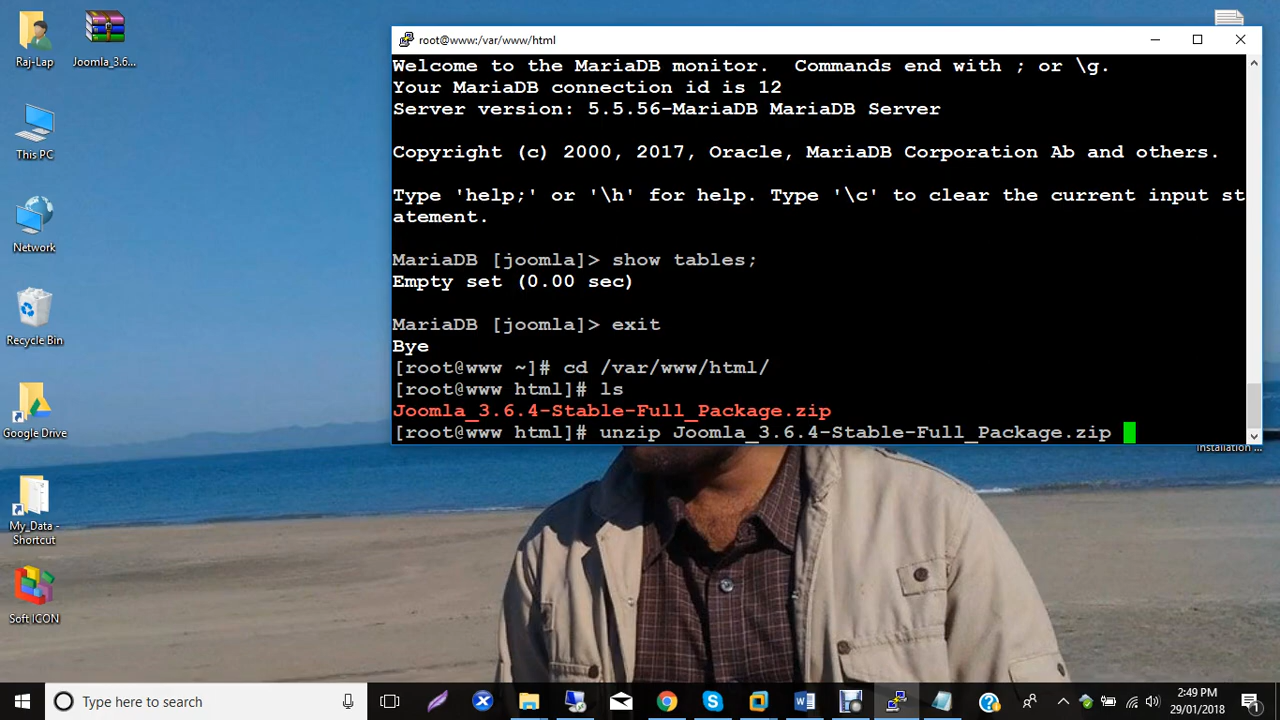 Raj-Lap
Joomla_3.6...
This PC
Network
Recycle Bin
Google Drive
My_Data -
Shortcut
Soft ICON
root@www:/var/www/html
Welcome to the MariaDB monitor.  Commands end with ; or \g.
Your MariaDB connection id is 12
Server version: 5.5.56-MariaDB MariaDB Server
Copyright (c) 2000, 2017, Oracle, MariaDB Corporation Ab and others.
Type 'help;' or '\h' for help. Type '\c' to clear the current input st
atement.
MariaDB [joomla]> show tables;
Empty set (0.00 sec)
MariaDB [joomla]> exit
Bye
[root@www ~]# cd /var/www/html/
[root@www html]# ls
Joomla_3.6.4-Stable-Full_Package.zip
[root@www html]# unzip Joomla_3.6.4-Stable-Full_Package.zip
Installation ...
Type here to search
2:49 PM
29/01/2018
1